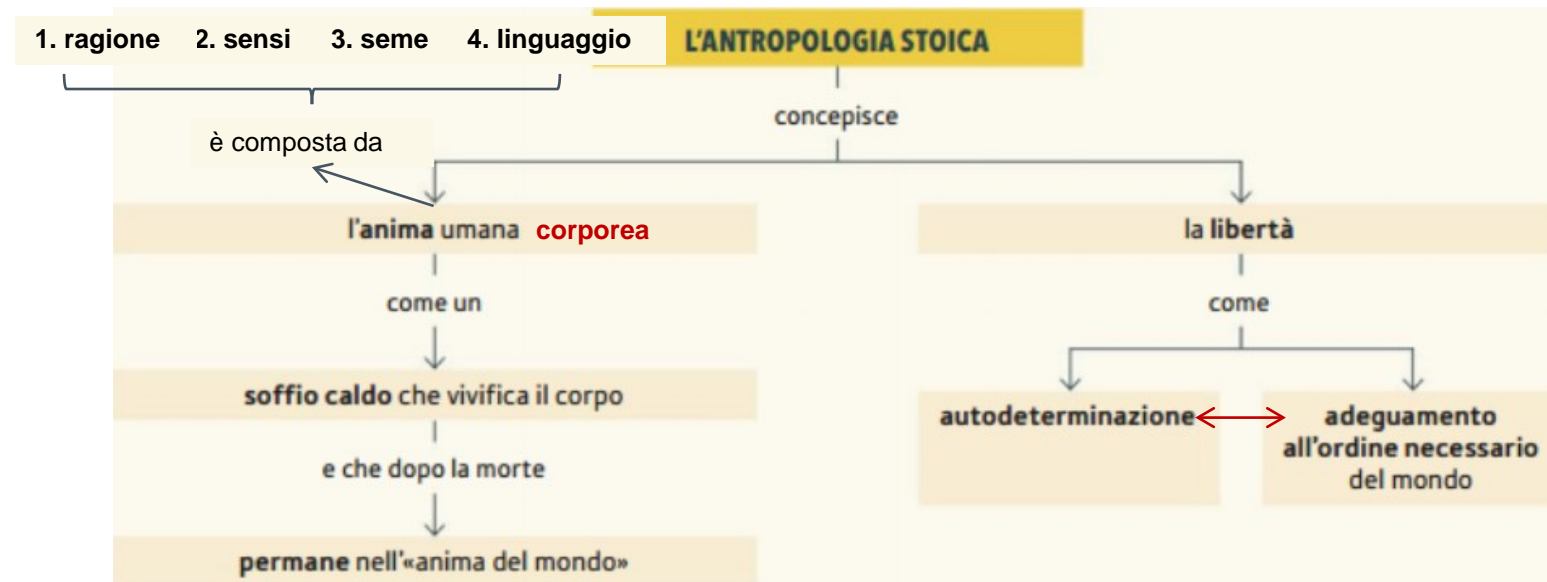 1. ragione 2. sensi 3. seme 4. linguaggio
L'ANTROPOLOGIA STOICA
concepisce
è composta da
l'anima umana corporea
la libertà
come un
come
soffio caldo che vivifica il corpo
autodeterminazione
adeguamento
all'ordine necessario
del mondo
e che dopo la morte
permane nell'«anima del mondo»